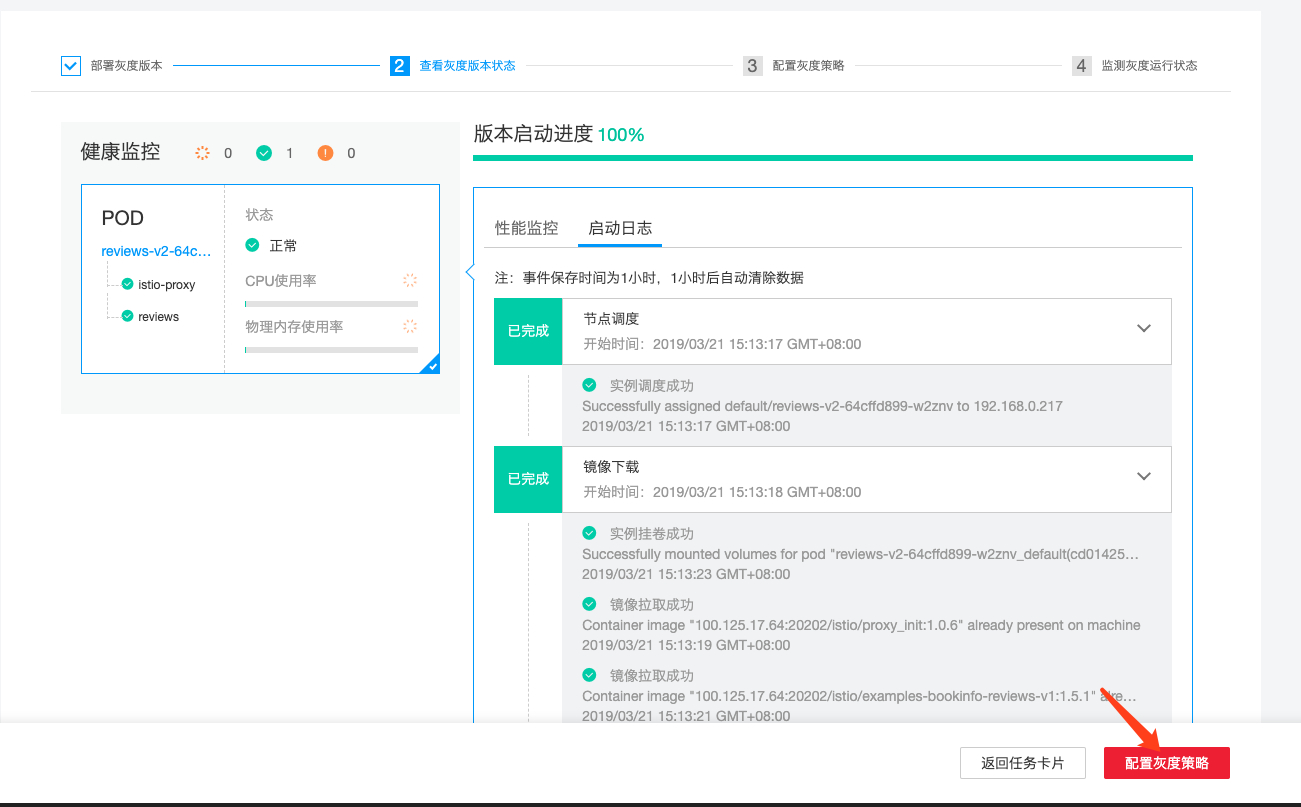 部署灰度版本
2 查看灰度版本状态
3 配置灰度策略
4 监测灰度运行状态
健康监控 0 1 0
POD
reviews-v2-64c...
istio-proxy
reviews
状态
正常
CPU使用率
物理内存使用率
版本启动进度 100%
性能监控 启动日志
注：事件保存时间为1小时，1小时后自动清除数据
已完成
节点调度
开始时间：2019/03/21 15:13:17 GMT+08:00
实例调度成功
Successfully assigned default/reviews-v2-64cffd899-w2znv to 192.168.0.217
2019/03/21 15:13:17 GMT+08:00
已完成
镜像下载
开始时间：2019/03/21 15:13:18 GMT+08:00
实例挂卷成功
Successfully mounted volumes for pod "reviews-v2-64cffd899-w2znv_default(cd01425...
2019/03/21 15:13:23 GMT+08:00
镜像拉取成功
Container image "100.125.17.64:20202/istio/proxy_init:1.0.6" already present on machine
2019/03/21 15:13:19 GMT+08:00
镜像拉取成功
Container image "100.125.17.64:20202/istio/examples-bookinfo-reviews-v1:1.5.1" alre...
2019/03/21 15:13:21 GMT+08:00
返回任务卡片
配置灰度策略